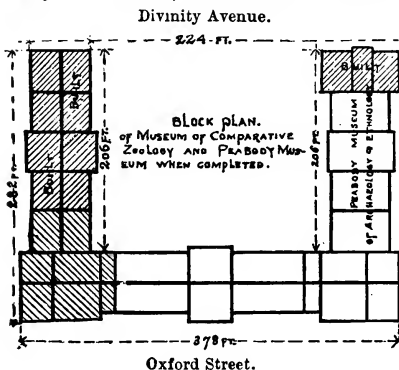 Divinity Avenue.
224 FT.
BUILT
BUILT
BUILT
BLOCK PLAN.
OF MUSEUM OF COMPARATIVE
ZOOLOGY AND PEABODY MUS-
EUM WHEN COMPLETED.
206 FT.
206 FT.
282 FT.
PEABODY MUSEUM
OF ARCHAEOLOGY & ETHNOLOGY
378 FT.
Oxford Street.